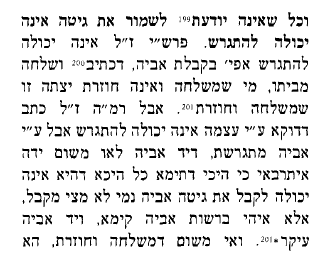 וכל שאינה יודעת199 לשמור את גיטה אינה
יכולה להתגרש. פרש״י ז״ל אינה יכולה
להתגרש אפי׳ בקבלת אביה, דכתיב200 ושלחה
מביתו, מי שמשלחה ואינה חוזרת יצתה זו
שמשלחה וחוזרת201. אבל רמ״ה ז״ל כתב
דדוקא ע״י עצמה אינה יכולה להתגרש אבל ע״י
אביה מתגרשת, דיד אביה לאו משום ידה
איתרבאי כי היכי דתימא כל היכא דהיא אינה
יכולה לקבל את גיטה אביה נמי לא מצי מקבל,
אלא איהי ברשות אביה קימא, ויד אביה
עיקר*201. ואי משום דמשלחה וחוזרת, הא